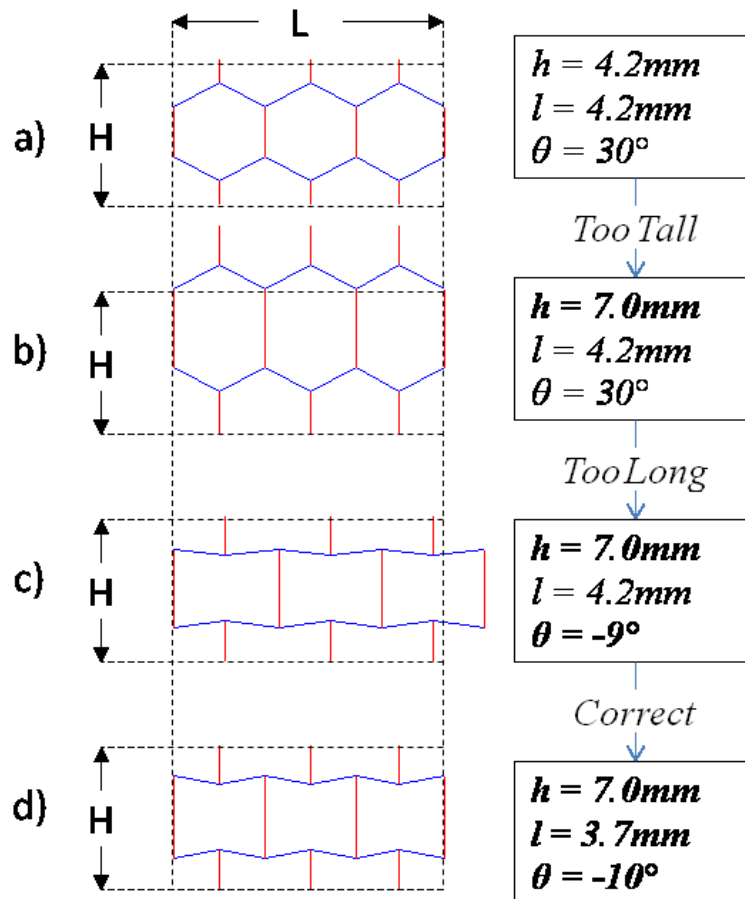 L
a)
H
h = 4.2mm
l = 4.2mm
θ = 30°
Too Tall
b)
H
h = 7.0mm
l = 4.2mm
θ = 30°
Too Long
c)
H
h = 7.0mm
l = 4.2mm
θ = -9°
Correct
d)
H
h = 7.0mm
l = 3.7mm
θ = -10°